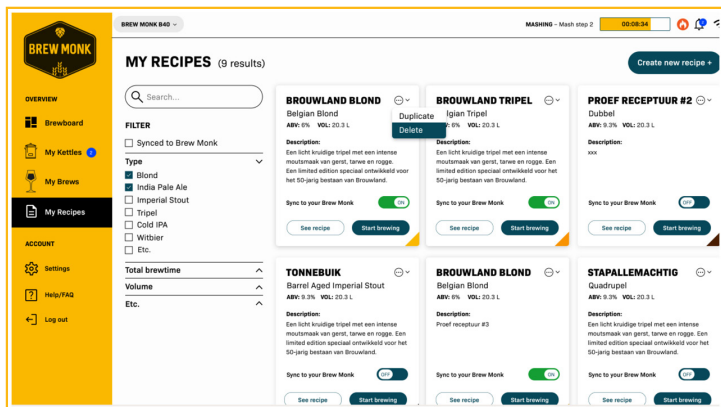 BREW MONK
OVERVIEW
Brewboard
My Kettles 2
My Brews
My Recipes
ACCOUNT
Settings
Help/FAQ
Log out
BREW MONK B40
MASHING – Mash step 2
00:08:34
MY RECIPES (9 results)
Create new recipe +
Search...
FILTER
Synced to Brew Monk
Type
Blond
India Pale Ale
Imperial Stout
Tripel
Cold IPA
Witbier
Etc.
Total brewtime
Volume
Etc.
BROUWLAND BLOND
Belgian Blond
ABV: 6% VOL: 20.3 L
Description:
Een licht kruidige tripel met een intense
moutsmaak van gerst, tarwe en rogge.
Een limited edition speciaal ontwikkeld voor
het 50-jarig bestaan van Brouwland.
Sync to your Brew Monk ON
See recipe Start brewing
Duplicate
Delete
BROUWLAND TRIPEL
lgian Tripel
6% VOL: 20.3 L
Description:
Een licht kruidige tripel met een intense
moutsmaak van gerst, tarwe en rogge. Een
limited edition speciaal ontwikkeld voor het
50-jarig bestaan van Brouwland.
Sync to your Brew Monk ON
See recipe Start brewing
PROEF RECEPTUUR #2
Dubbel
ABV: 9.3% VOL: 20.3 L
Description:
xxx
Sync to your Brew Monk OFF
See recipe Start brewing
TONNEBUIK
Barrel Aged Imperial Stout
ABV: 9.3% VOL: 20.3 L
Description:
Een licht kruidige tripel met een intense
moutsmaak van gerst, tarwe en rogge. Een
limited edition speciaal ontwikkeld voor het
50-jarig bestaan van Brouwland.
Sync to your Brew Monk OFF
See recipe Start brewing
BROUWLAND BLOND
Belgian Blond
ABV: 6% VOL: 20.3 L
Description:
Proef receptuur #3
Sync to your Brew Monk ON
See recipe Start brewing
STAPALLEMACHTIG
Quadrupel
ABV: 9.3% VOL: 20.3 L
Description:
Een licht kruidige tripel met een intense
moutsmaak van gerst, tarwe en rogge. Een
limited edition speciaal ontwikkeld voor het
50-jarig bestaan van Brouwland.
Sync to your Brew Monk OFF
See recipe Start brewing